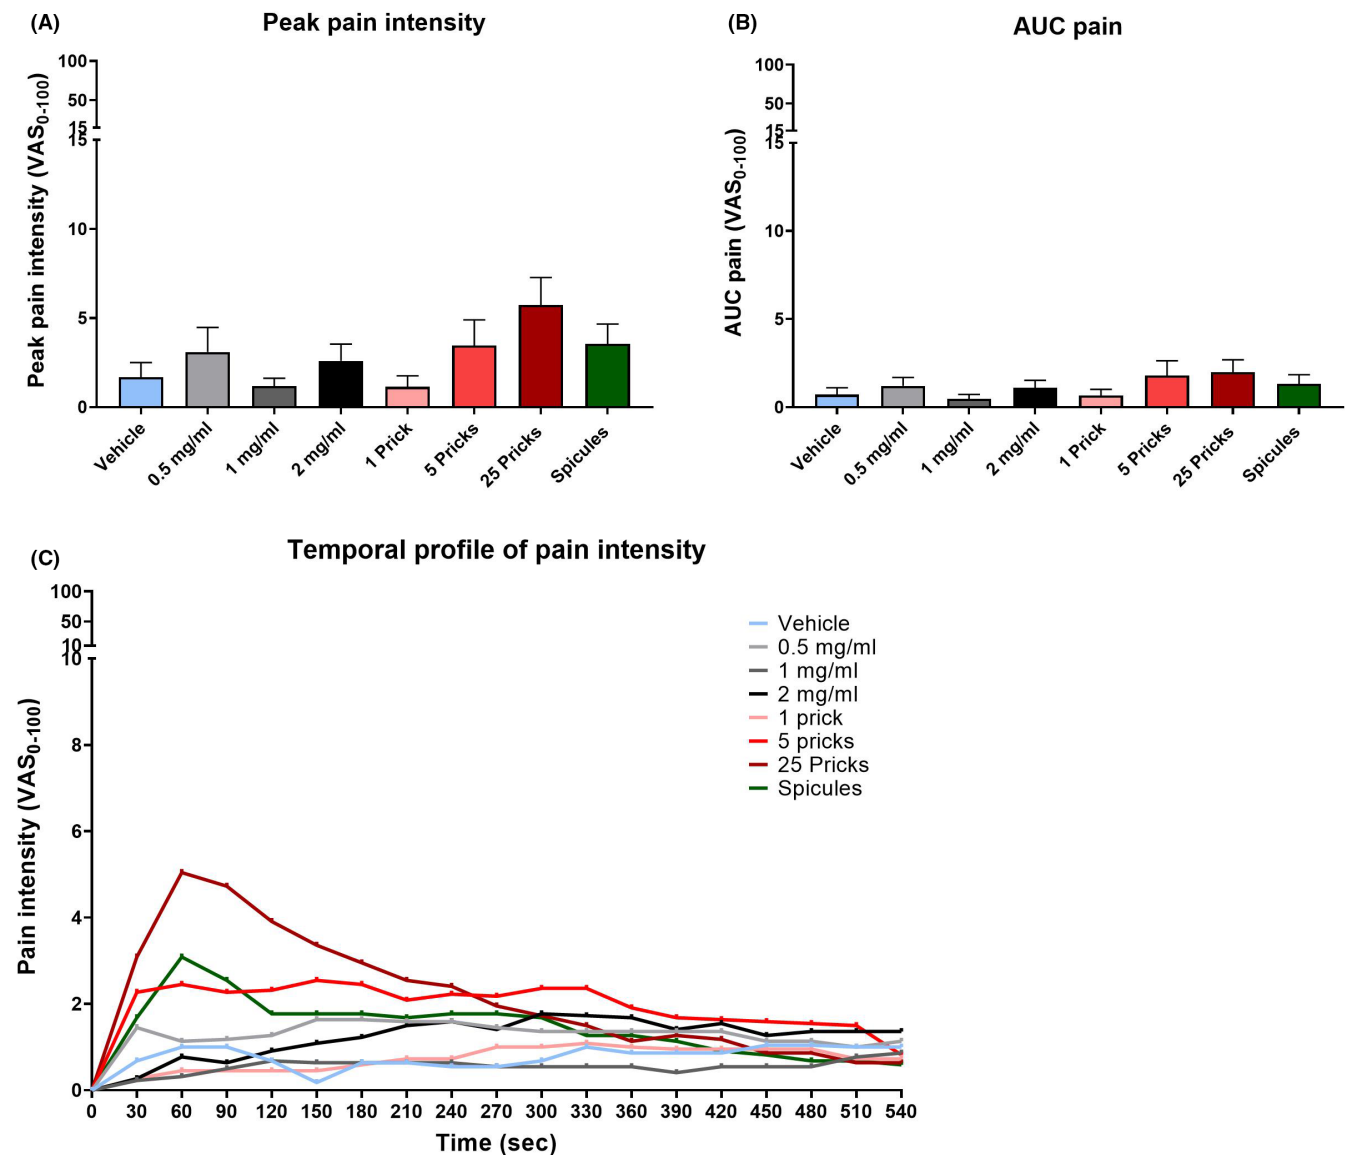 (A)
Peak pain intensity
Peak pain intensity (VAS0-100)
100
50
15
15
10
5
0
Vehicle
0.5 mg/ml
1 mg/ml
2 mg/ml
1 Prick
5 Pricks
25 Pricks
Spicules
(B)
AUC pain
AUC pain (VAS0-100)
100
50
15
15
10
5
0
Vehicle
0.5 mg/ml
1 mg/ml
2 mg/ml
1 Prick
5 Pricks
25 Pricks
Spicules
(C)
Temporal profile of pain intensity
Pain intensity (VAS0-100)
100
50
10
10
8
6
4
2
0
0 30 60 90 120 150 180 210 240 270 300 330 360 390 420 450 480 510 540
Time (sec)
Vehicle
0.5 mg/ml
1 mg/ml
2 mg/ml
1 prick
5 pricks
25 Pricks
Spicules